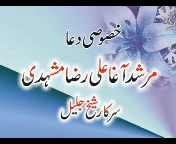 خصوصی دعا
مرشد آغا علی رضا مشہدی
سرکار شیخ جلیل